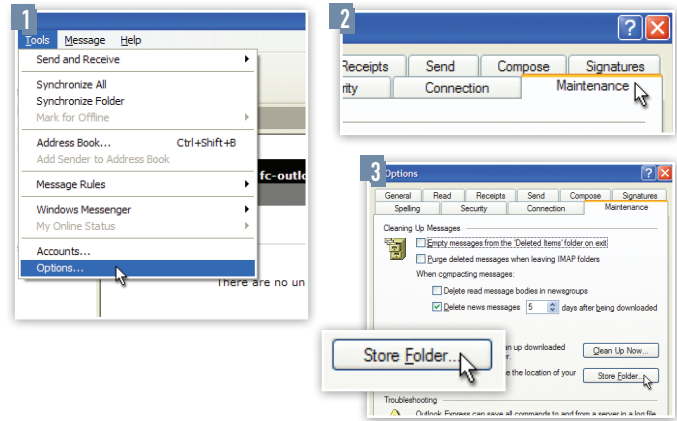 1
Tools Message Help
Send and Receive
Synchronize All
Synchronize Folder
Mark for Offline
Address Book... Ctrl+Shift+B
Add Sender to Address Book
Message Rules
Windows Messenger
My Online Status
Accounts...
Options...
fc-outlo
There are no un
2
Receipts Send Compose Signatures
rity Connection Maintenance
3
Options
General Read Receipts Send Compose Signatures
Spelling Security Connection Maintenance
Cleaning Up Messages
Empty messages from the 'Deleted Items' folder on exit
Purge deleted messages when leaving IMAP folders
When compacting messages:
Delete read message bodies in newsgroups
Delete news messages 5 days after being downloaded
n up downloaded Clean Up Now...
r.
e the location of your Store Folder...
Store Folder...
Troubleshooting
Outlook Express can save all commands to and from a server in a log file